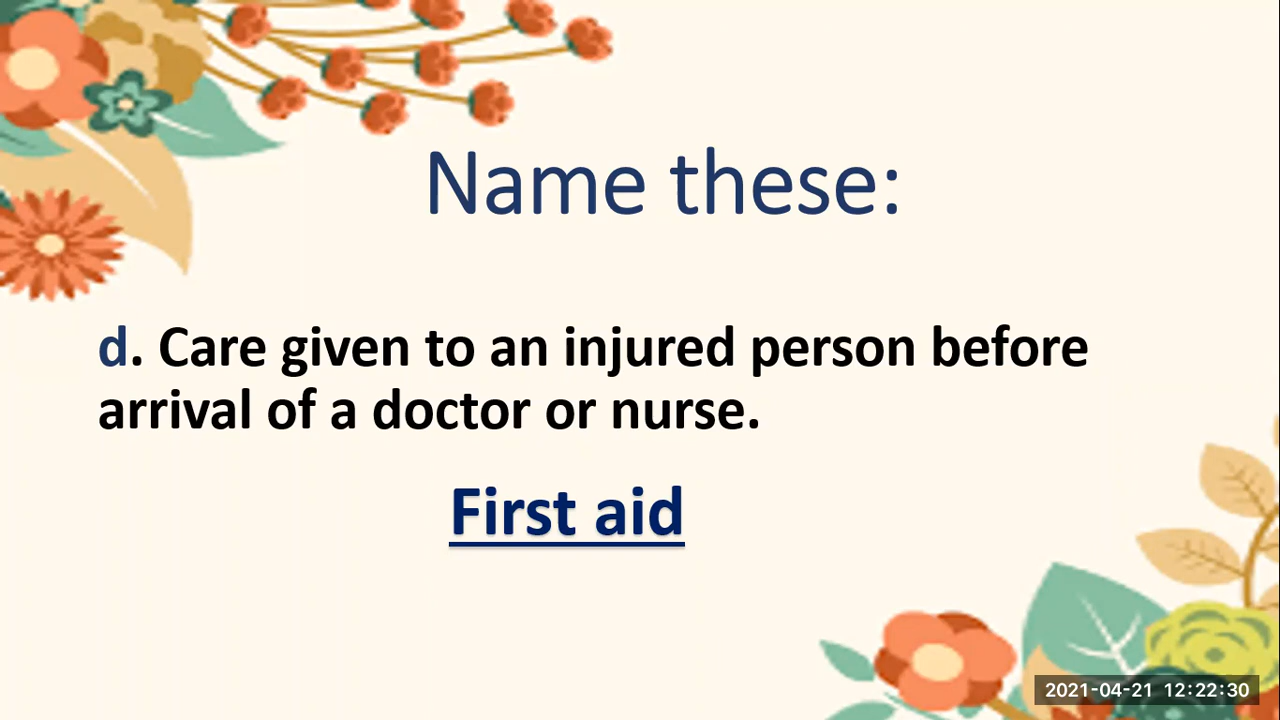 Name these:
d. Care given to an injured person before
arrival of a doctor or nurse.
First aid
2021-04-21 12:22:30